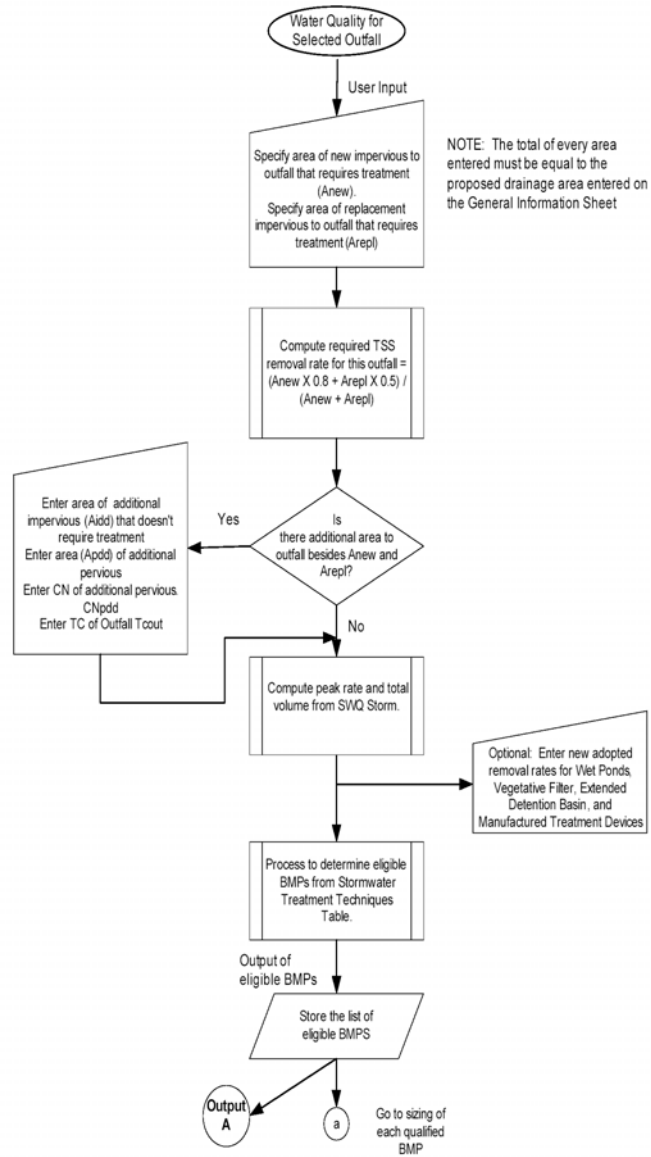 Water Quality for
Selected Outfall
User Input
Specify area of new impervious to
outfall that requires treatment
(Anew).
Specify area of replacement
impervious to outfall that requires
treatment (Arepl)
NOTE: The total of every area
entered must be equal to the
proposed drainage area entered on
the General Information Sheet
Compute required TSS
removal rate for this outfall =
(Anew X 0.8 + Arepl X 0.5) /
(Anew + Arepl)
Is
there additional area to
outfall besides Anew and
Arepl?
Yes
Enter area of additional
impervious (Aidd) that doesn't
require treatment
Enter area (Apdd) of additional
pervious
Enter CN of additional pervious.
CNpdd
Enter TC of Outfall Tcout
No
Compute peak rate and total
volume from SWQ Storm.
Optional: Enter new adopted
removal rates for Wet Ponds,
Vegetative Filter, Extended
Detention Basin, and
Manufactured Treatment Devices
Process to determine eligible
BMPs from Stormwater
Treatment Techniques
Table.
Output of
eligible BMPs
Store the list of
eligible BMPS
Output
A
a
Go to sizing of
each qualified
BMP